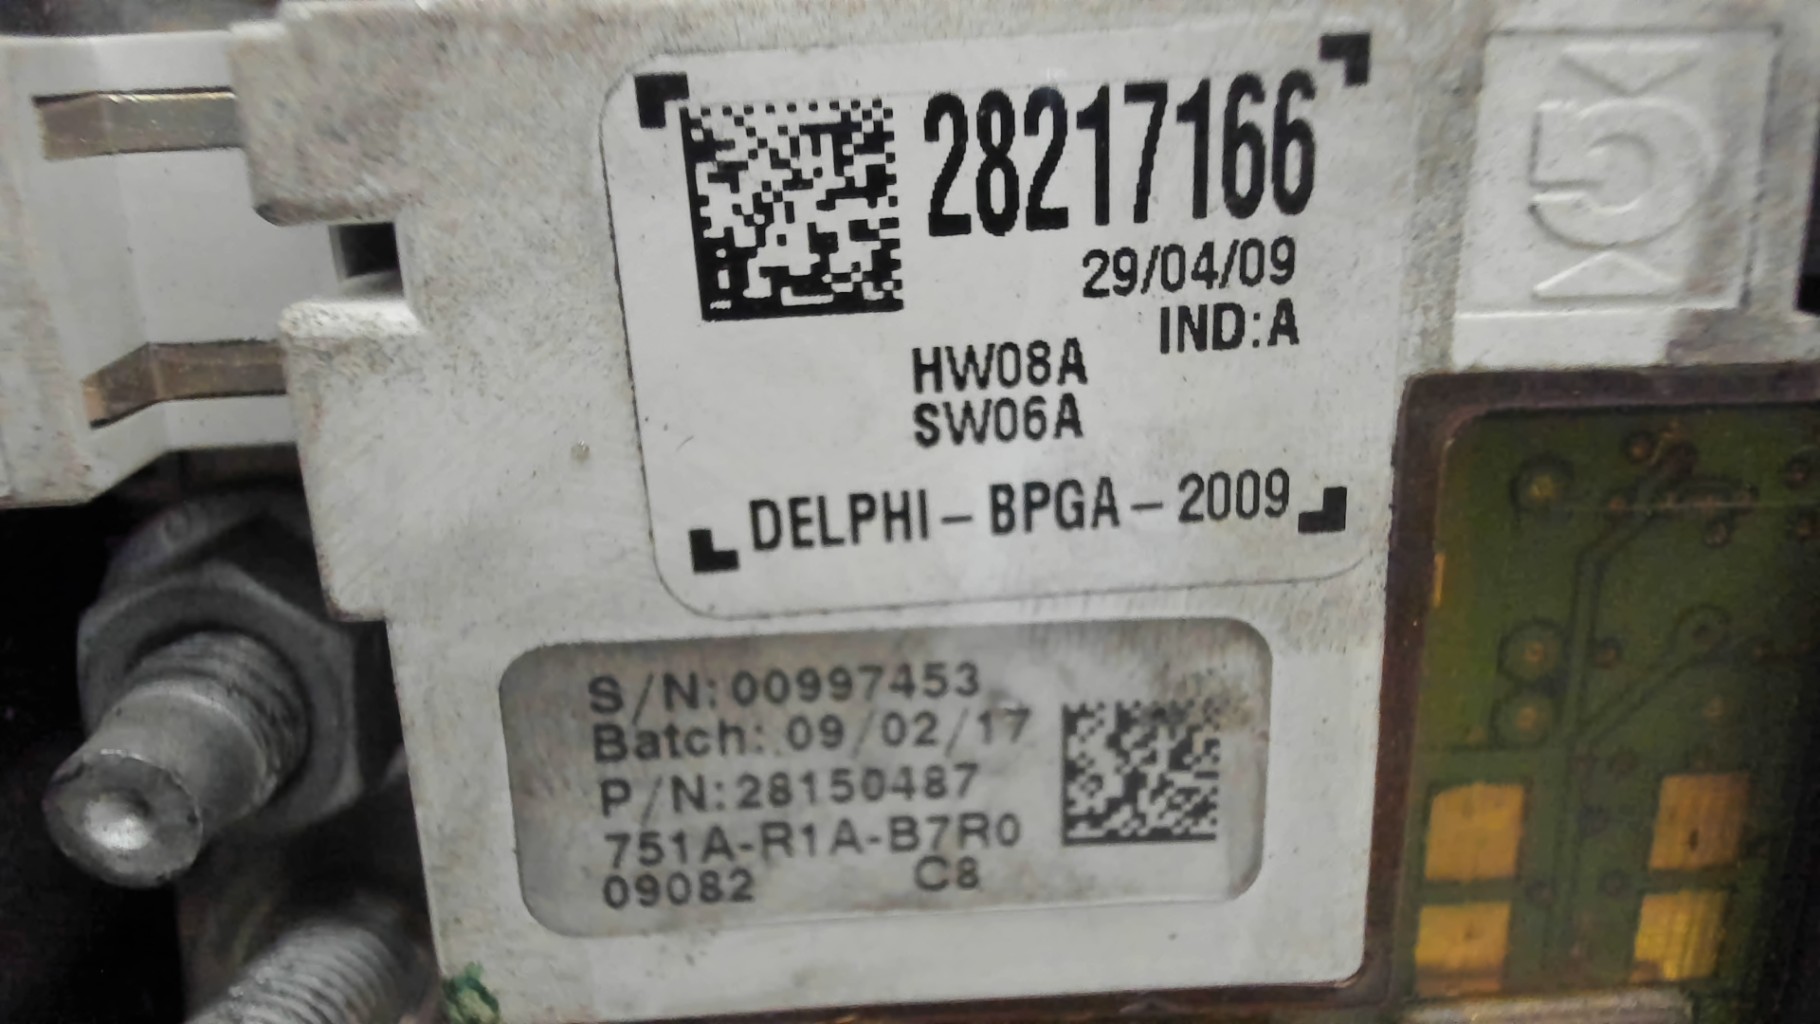 28217166
29/04/09
IND:A
HW08A
SW06A
DELPHI-BPGA-2009
S/N:00997453
Batch: 09/02/17
P/N:28150487
751A-R1A-B7R0
09082 C8